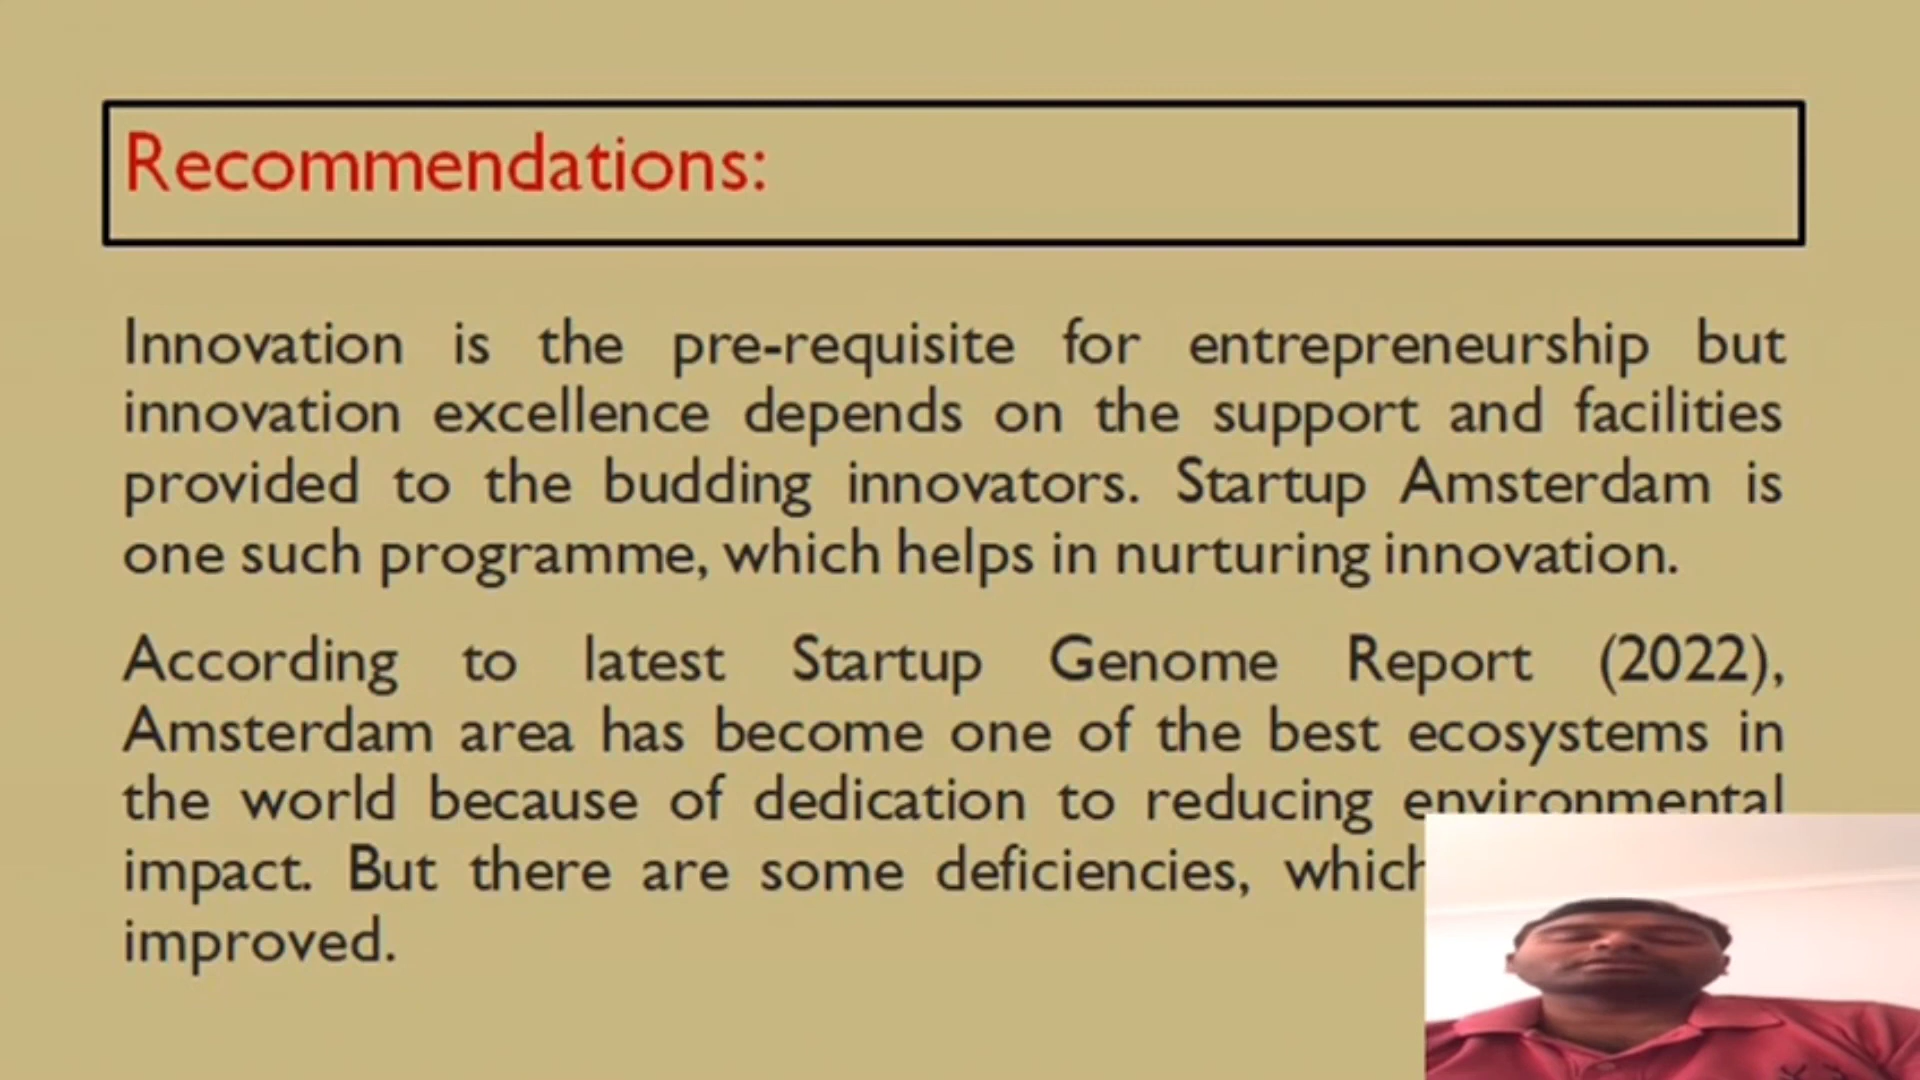 Recommendations:
Innovation is the pre-requisite for entrepreneurship but
innovation excellence depends on the support and facilities
provided to the budding innovators. Startup Amsterdam is
one such programme, which helps in nurturing innovation.
According to latest Startup Genome Report (2022),
Amsterdam area has become one of the best ecosystems in
the world because of dedication to reducing environmental
impact. But there are some deficiencies, which
improved.